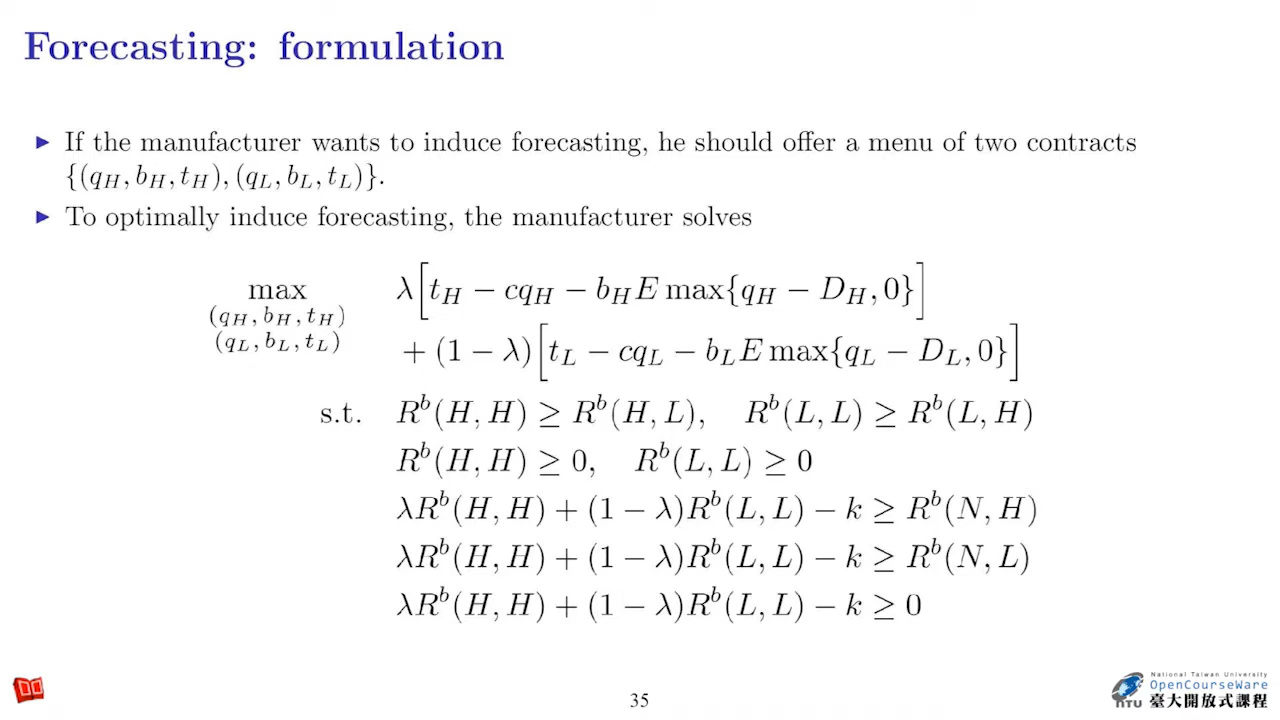 Forecasting: formulation
▶ If the manufacturer wants to induce forecasting, he should offer a menu of two contracts
{(q_H, b_H, t_H), (q_L, b_L, t_L)}.
▶ To optimally induce forecasting, the manufacturer solves
max λ[t_H − cq_H − b_H E max{q_H − D_H, 0}]
(q_H, b_H, t_H)
(q_L, b_L, t_L) + (1 − λ)[t_L − cq_L − b_L E max{q_L − D_L, 0}]
s.t. R^b(H, H) ≥ R^b(H, L), R^b(L, L) ≥ R^b(L, H)
R^b(H, H) ≥ 0, R^b(L, L) ≥ 0
λR^b(H, H) + (1 − λ)R^b(L, L) − k ≥ R^b(N, H)
λR^b(H, H) + (1 − λ)R^b(L, L) − k ≥ R^b(N, L)
λR^b(H, H) + (1 − λ)R^b(L, L) − k ≥ 0
35
National Taiwan University
OpenCourseWare
NTU 臺大開放式課程